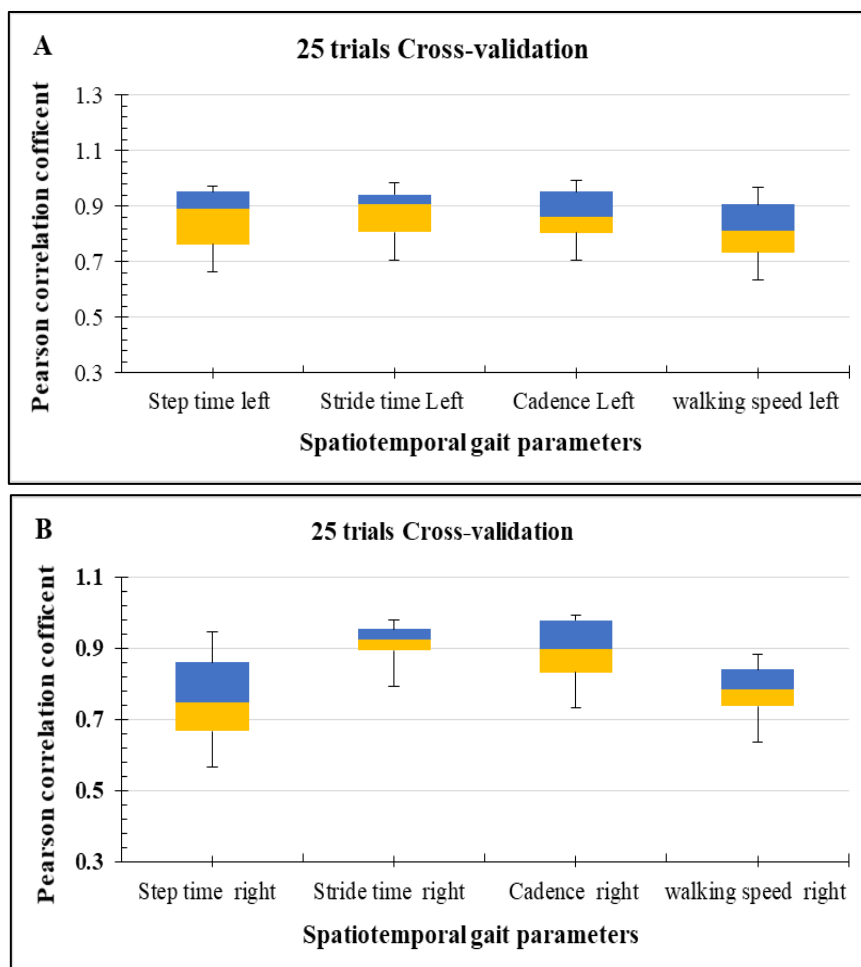 A
25 trials Cross-validation
Pearson correlation cofficent
1.3
1.1
0.9
0.7
0.5
0.3
Step time left
Stride time Left
Cadence Left
walking speed left
Spatiotemporal gait parameters
B
25 trials Cross-validation
Pearson correlation cofficent
1.1
0.9
0.7
0.5
0.3
Step time right
Stride time right
Cadence right
walking speed right
Spatiotemporal gait parameters